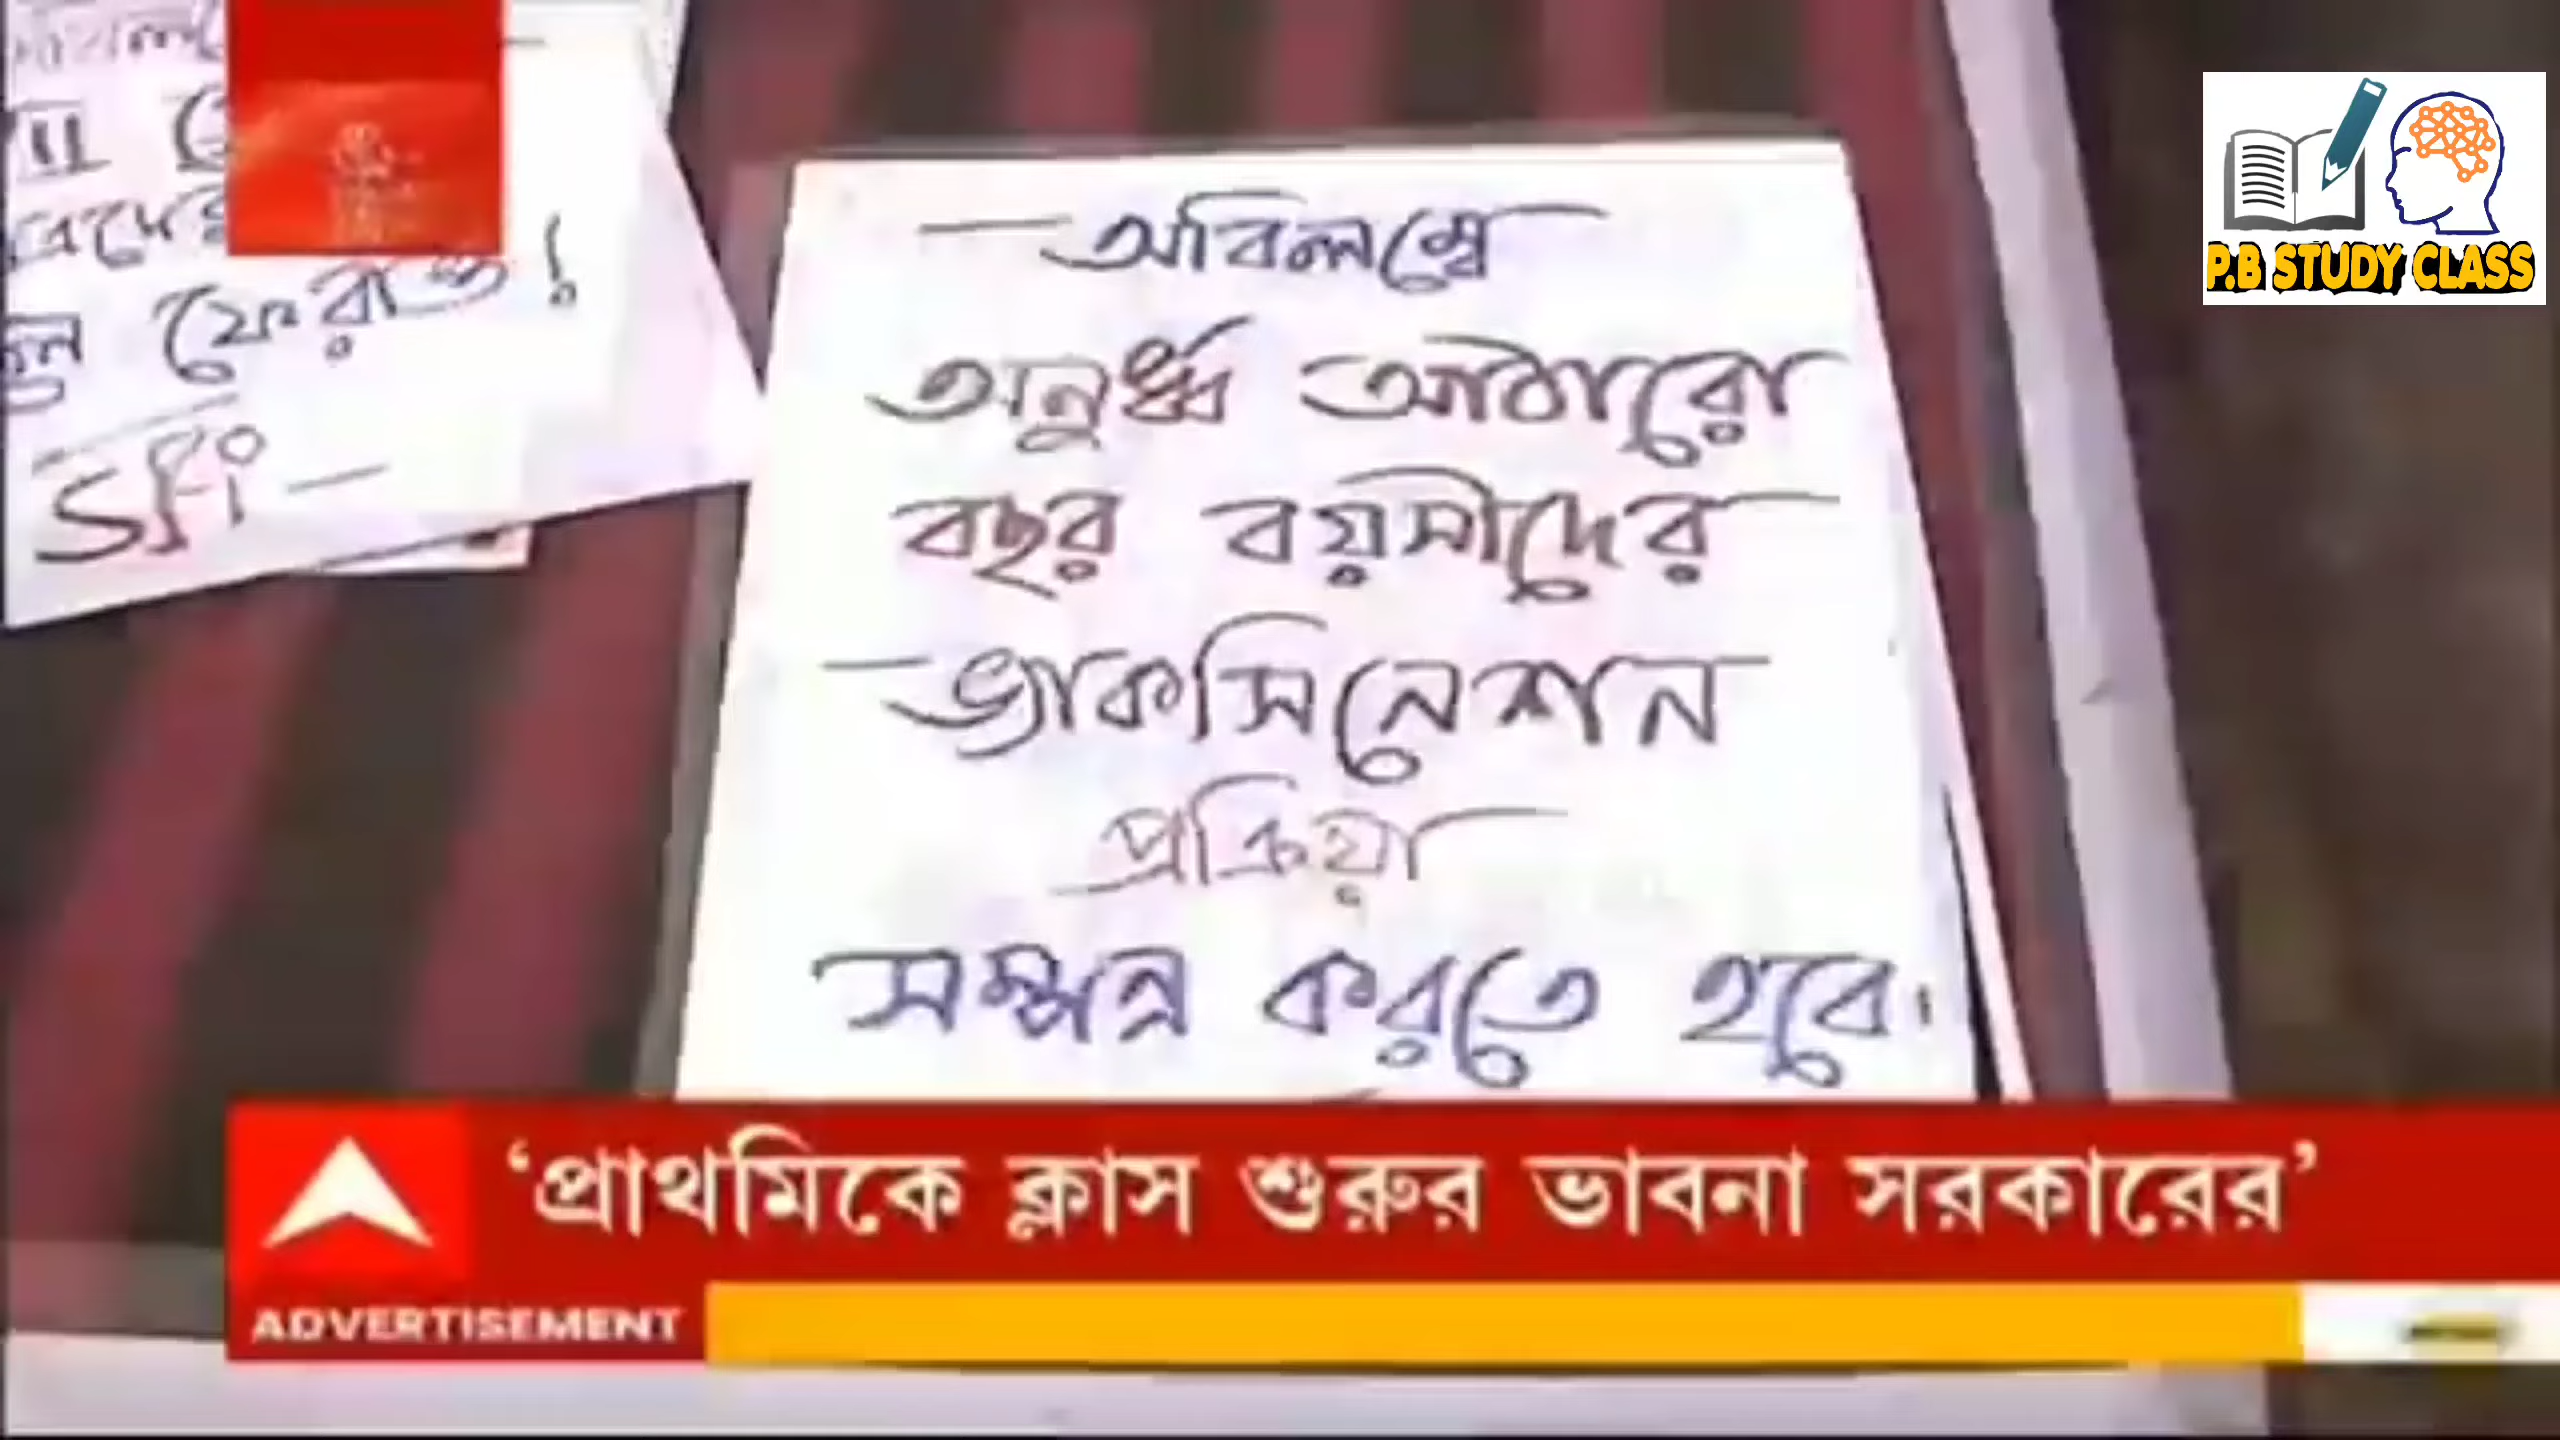 II
ফেরাও!
SFI —
অবিলম্বে
অনুর্ধ্ব আঠারো
বছর বয়সীদের
ভ্যাকসিনেশন
প্রক্রিয়া
সম্পন্ন করতে হবে।
P.B STUDY CLASS
‘প্রাথমিকে ক্লাস শুরুর ভাবনা সরকারের’
ADVERTISEMENT